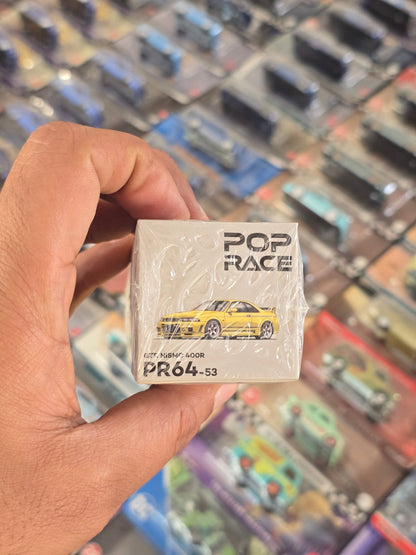 POP
RACE
GTR NISMO 400R
PR64-53